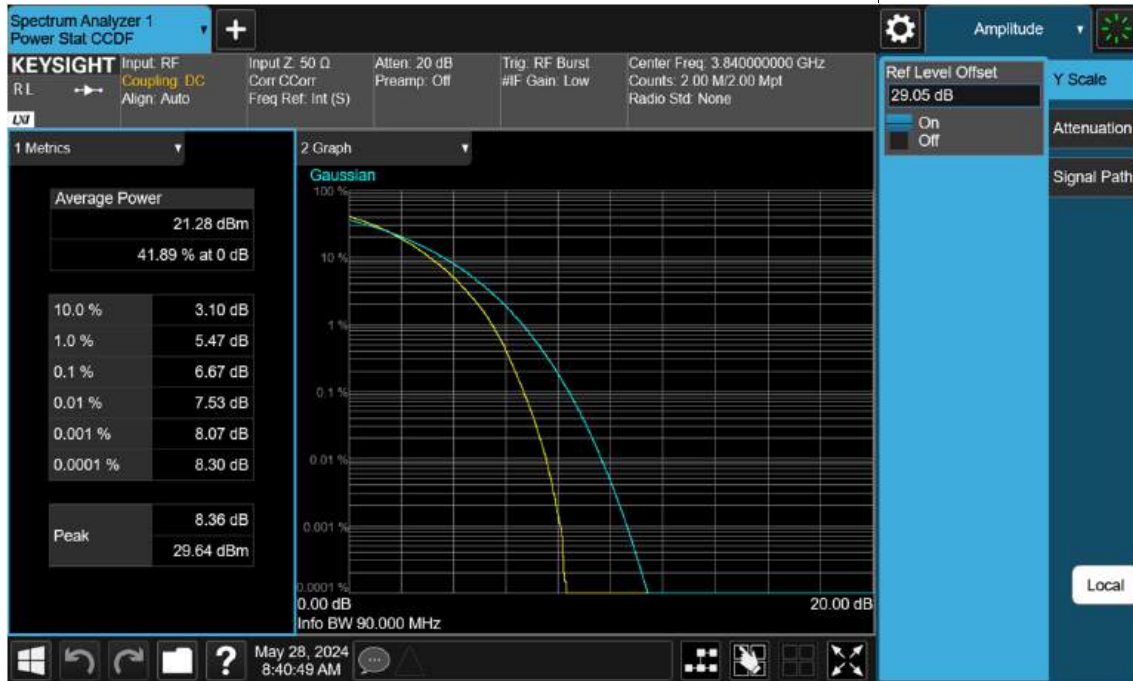 Spectrum Analyzer 1
Power Stat CCDF
+
Amplitude
KEYSIGHT
RL
LXI
Input: RF
Coupling: DC
Align: Auto
Input Z: 50 Ω
Corr CCorr
Freq Ref: Int (S)
Atten: 20 dB
Preamp: Off
Trig: RF Burst
#IF Gain: Low
Center Freq: 3.840000000 GHz
Counts: 2.00 M/2.00 Mpt
Radio Std: None
Ref Level Offset
29.05 dB
On
Off
Y Scale
Attenuation
Signal Path
1 Metrics
Average Power
21.28 dBm
41.89 % at 0 dB
10.0 % 3.10 dB
1.0 % 5.47 dB
0.1 % 6.67 dB
0.01 % 7.53 dB
0.001 % 8.07 dB
0.0001 % 8.30 dB
Peak
8.36 dB
29.64 dBm
2 Graph
Gaussian
100 %
10 %
1 %
0.1 %
0.01 %
0.001 %
0.0001 %
0.00 dB
20.00 dB
Info BW 90.000 MHz
Local
?
May 28, 2024
8:40:49 AM